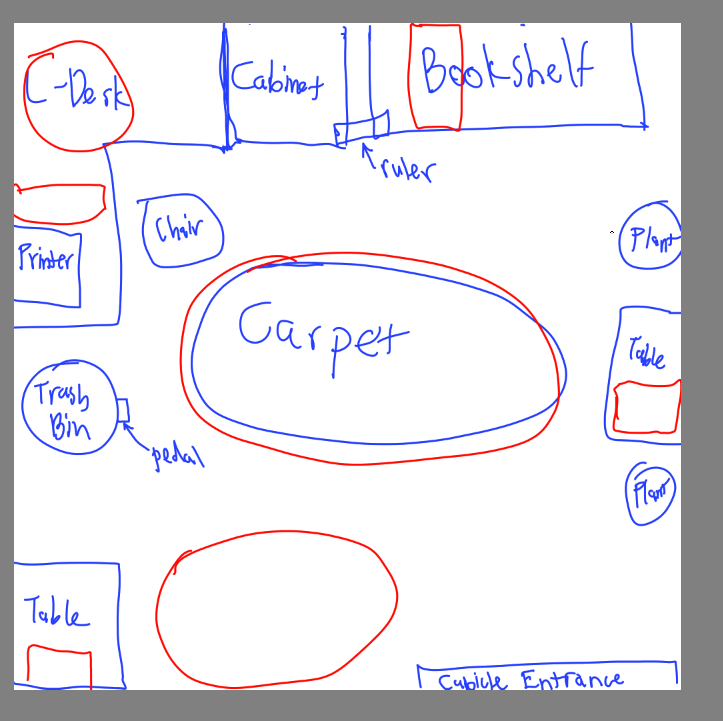 C-Desk
Cabinet
Bookshelf
ruler
Chair
Plant
Printer
Carpet
Table
Trash
Bin
pedal
Plant
Table
Cubicle Entrance